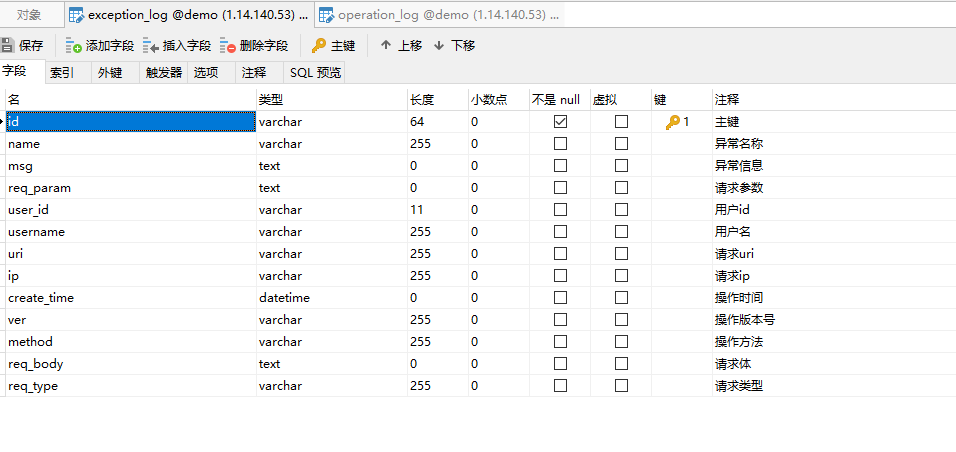 对象 exception_log @demo (1.14.140.53) ... operation_log @demo (1.14.140.53) ...
保存 添加字段 插入字段 删除字段 主键 上移 下移
字段 索引 外键 触发器 选项 注释 SQL 预览
名 类型 长度 小数点 不是 null 虚拟 键 注释
id varchar 64 0 1 主键
name varchar 255 0 异常名称
msg text 0 0 异常信息
req_param text 0 0 请求参数
user_id varchar 11 0 用户id
username varchar 255 0 用户名
uri varchar 255 0 请求uri
ip varchar 255 0 请求ip
create_time datetime 0 0 操作时间
ver varchar 255 0 操作版本号
method varchar 255 0 操作方法
req_body text 0 0 请求体
req_type varchar 255 0 请求类型